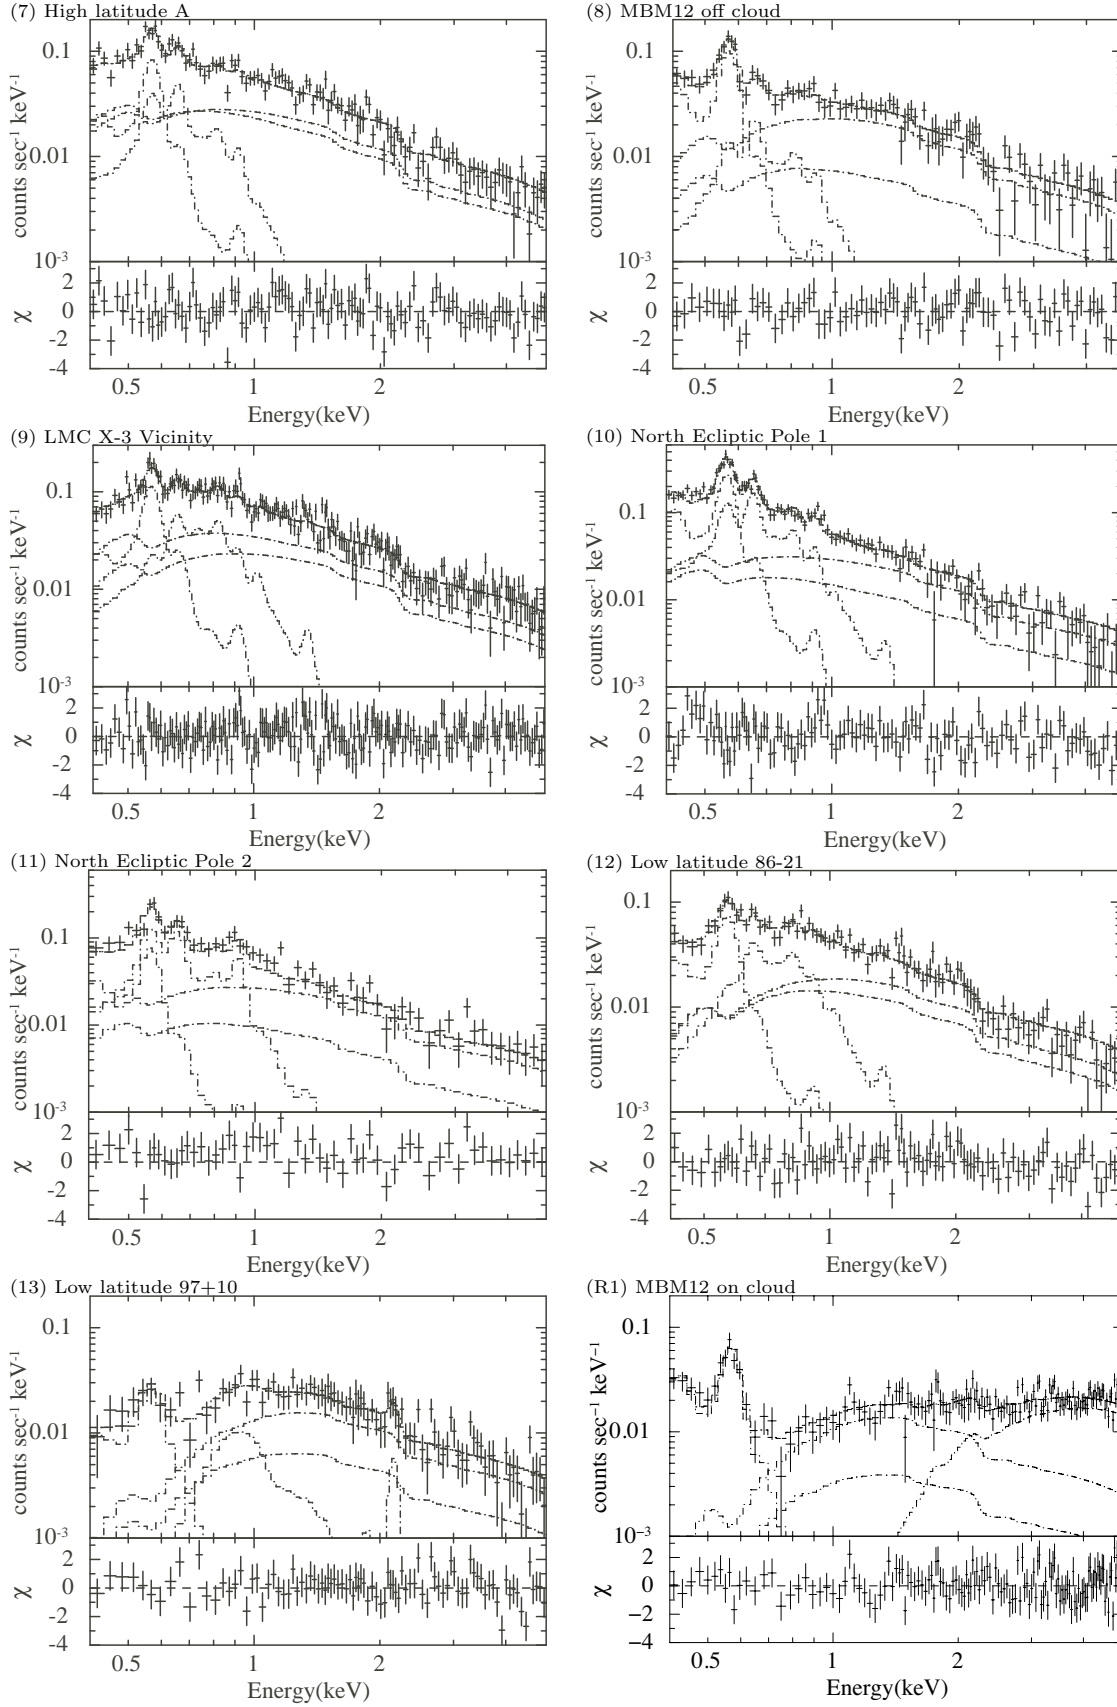 (7) High latitude A
counts sec⁻¹ keV⁻¹
0.1
0.01
10⁻³
χ
2
0
-2
-4
0.5 1 2
Energy(keV)
(8) MBM12 off cloud
counts sec⁻¹ keV⁻¹
0.1
0.01
10⁻³
χ
2
0
-2
-4
0.5 1 2
Energy(keV)
(9) LMC X-3 Vicinity
counts sec⁻¹ keV⁻¹
0.1
0.01
10⁻³
χ
2
0
-2
-4
0.5 1 2
Energy(keV)
(10) North Ecliptic Pole 1
counts sec⁻¹ keV⁻¹
0.1
0.01
10⁻³
χ
2
0
-2
-4
0.5 1 2
Energy(keV)
(11) North Ecliptic Pole 2
counts sec⁻¹ keV⁻¹
0.1
0.01
10⁻³
χ
2
0
-2
-4
0.5 1 2
Energy(keV)
(12) Low latitude 86-21
counts sec⁻¹ keV⁻¹
0.1
0.01
10⁻³
χ
2
0
-2
-4
0.5 1 2
Energy(keV)
(13) Low latitude 97+10
counts sec⁻¹ keV⁻¹
0.1
0.01
10⁻³
χ
2
0
-2
-4
0.5 1 2
Energy(keV)
(R1) MBM12 on cloud
counts sec⁻¹ keV⁻¹
0.1
0.01
10⁻³
χ
2
0
−2
−4
0.5 1 2
Energy(keV)